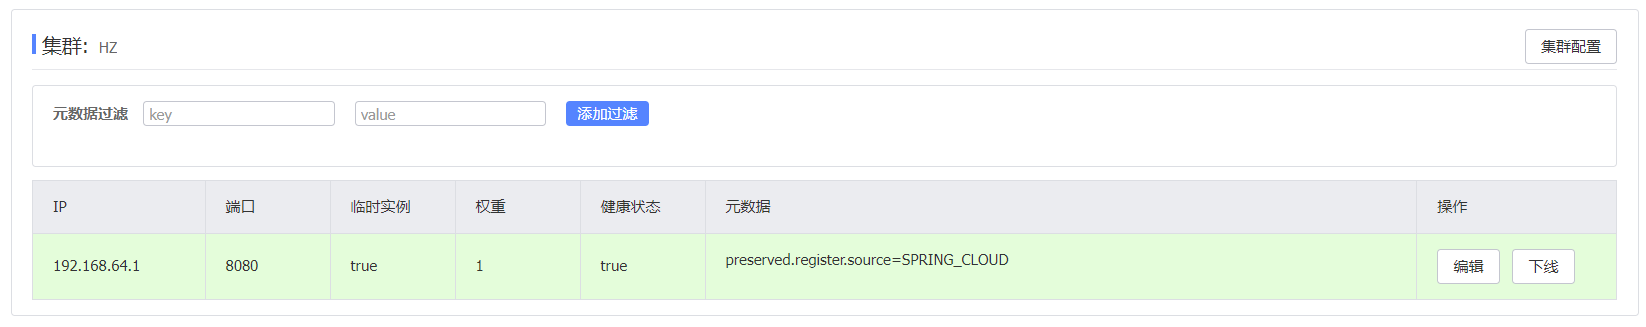 集群: HZ 集群配置
元数据过滤 key value 添加过滤
IP 端口 临时实例 权重 健康状态 元数据 操作
192.168.64.1 8080 true 1 true preserved.register.source=SPRING_CLOUD 编辑 下线